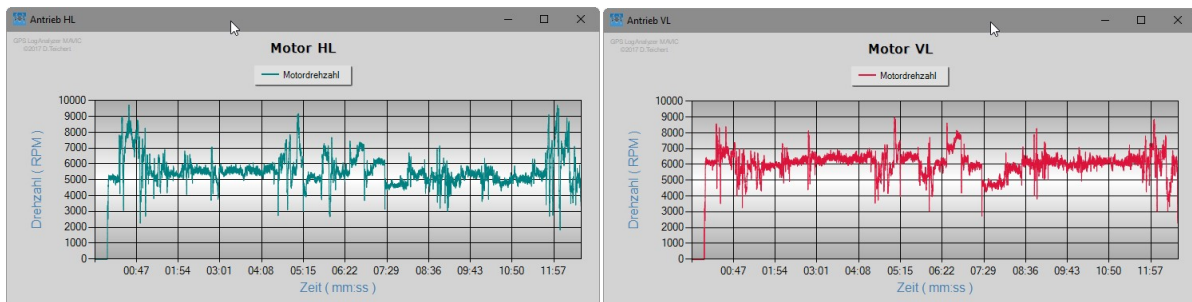 Antrieb HL
GPS LogAnalyzer MAVIC
©2017 D.Teichert
Motor HL
Motordrehzahl
Drehzahl ( RPM )
10000
9000
8000
7000
6000
5000
4000
3000
2000
1000
0
00:47 01:54 03:01 04:08 05:15 06:22 07:29 08:36 09:43 10:50 11:57
Zeit ( mm:ss )
Antrieb VL
GPS LogAnalyzer MAVIC
©2017 D.Teichert
Motor VL
Motordrehzahl
Drehzahl ( RPM )
10000
9000
8000
7000
6000
5000
4000
3000
2000
1000
0
00:47 01:54 03:01 04:08 05:15 06:22 07:29 08:36 09:43 10:50 11:57
Zeit ( mm:ss )